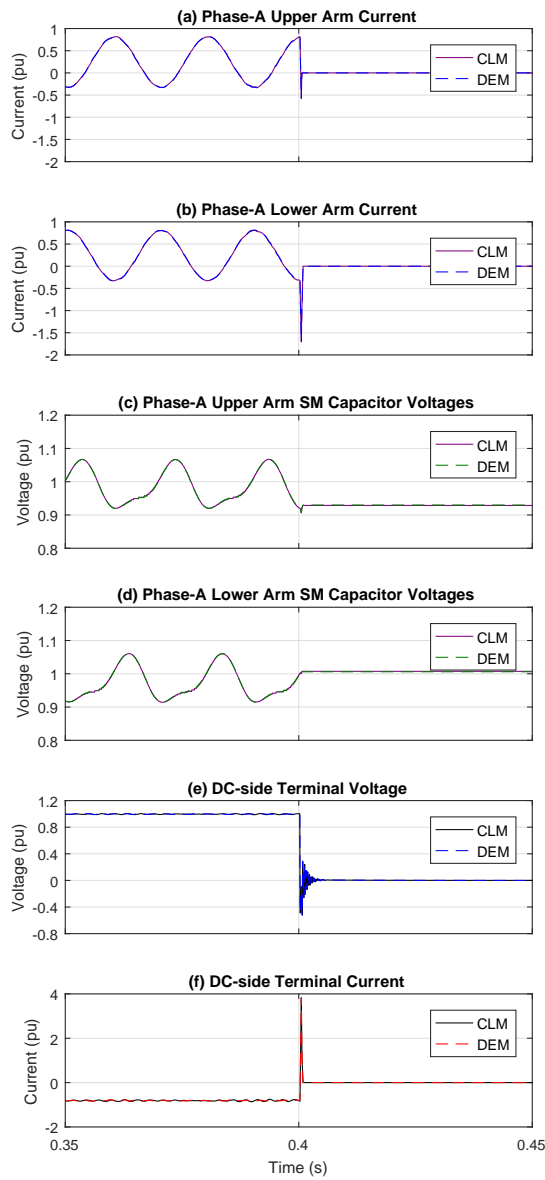 (a) Phase-A Upper Arm Current
1
0.5
0
-0.5
-1
-1.5
-2
Current (pu)
CLM
DEM
(b) Phase-A Lower Arm Current
1
0.5
0
-0.5
-1
-1.5
-2
Current (pu)
CLM
DEM
(c) Phase-A Upper Arm SM Capacitor Voltages
1.2
1.1
1
0.9
0.8
Voltage (pu)
CLM
DEM
(d) Phase-A Lower Arm SM Capacitor Voltages
1.2
1.1
1
0.9
0.8
Voltage (pu)
CLM
DEM
(e) DC-side Terminal Voltage
1.2
0.8
0.4
0
-0.4
-0.8
Voltage (pu)
CLM
DEM
(f) DC-side Terminal Current
4
2
0
-2
Current (pu)
CLM
DEM
0.35
0.4
0.45
Time (s)